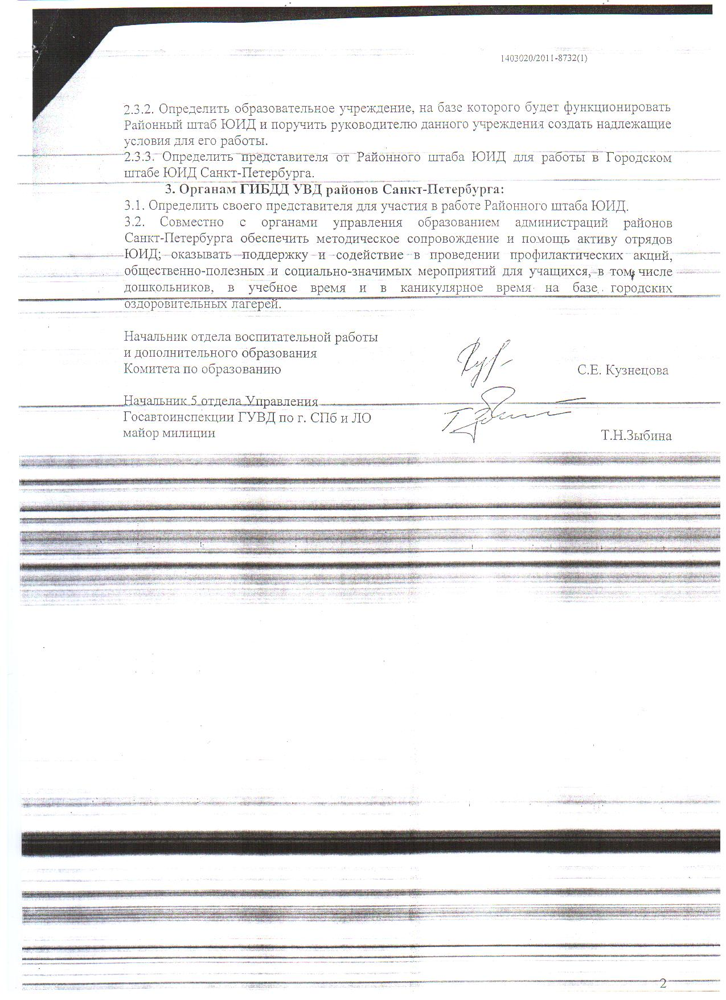 1403020/2011-8732(1)
2.3.2. Определить образовательное учреждение, на базе которого будет функционировать
Районный штаб ЮИД и поручить руководителю данного учреждения создать надлежащие
условия для его работы.
2.3.3. Определить представителя от Районного штаба ЮИД для работы в Городском
штабе ЮИД Санкт-Петербурга.
3. Органам ГИБДД УВД районов Санкт-Петербурга:
3.1. Определить своего представителя для участия в работе Районного штаба ЮИД.
3.2. Совместно с органами управления образованием администраций районов
Санкт-Петербурга обеспечить методическое сопровождение и помощь активу отрядов
ЮИД; оказывать поддержку и содействие в проведении профилактических акций,
общественно-полезных и социально-значимых мероприятий для учащихся, в том числе
дошкольников, в учебное время и в каникулярное время на базе городских
оздоровительных лагерей.
Начальник отдела воспитательной работы
и дополнительного образования
Комитета по образованию С.Е. Кузнецова
Начальник 5 отдела Управления
Госавтоинспекции ГУВД по г. СПб и ЛО
майор милиции Т.Н.Зыбина
2